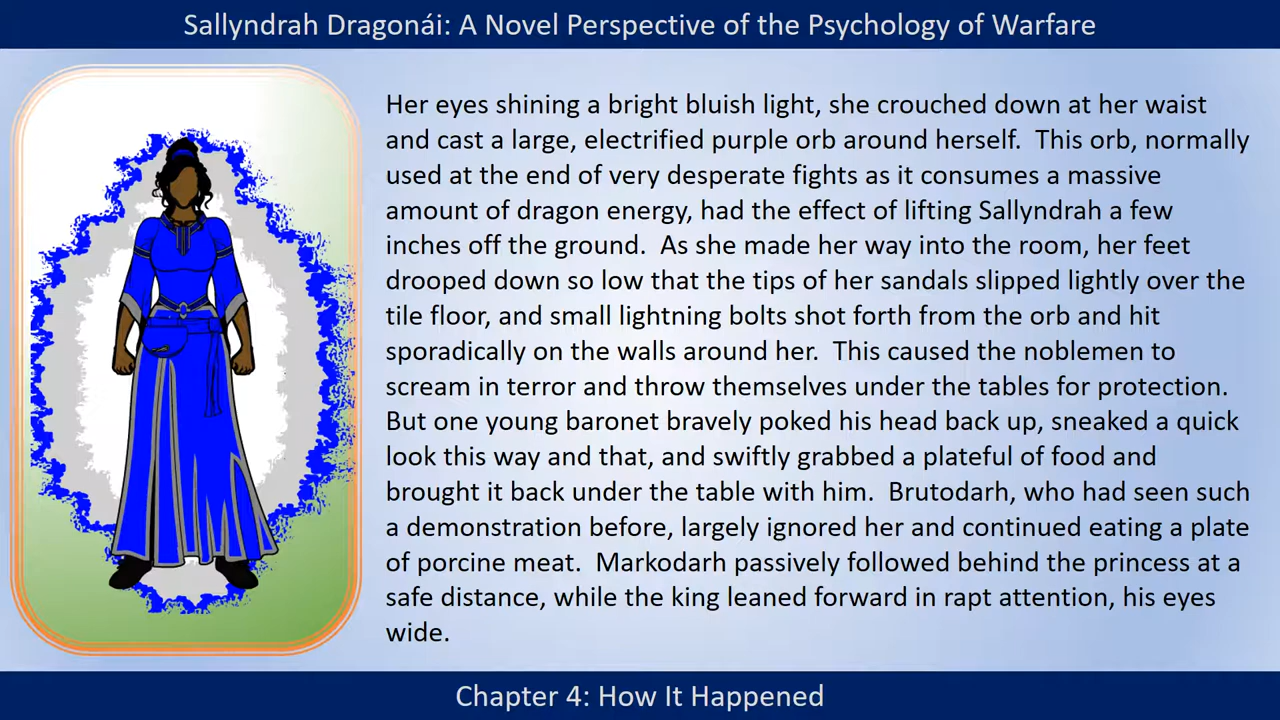 Sallyndrah Dragonái: A Novel Perspective of the Psychology of Warfare
Her eyes shining a bright bluish light, she crouched down at her waist
and cast a large, electrified purple orb around herself.  This orb, normally
used at the end of very desperate fights as it consumes a massive
amount of dragon energy, had the effect of lifting Sallyndrah a few
inches off the ground.  As she made her way into the room, her feet
drooped down so low that the tips of her sandals slipped lightly over the
tile floor, and small lightning bolts shot forth from the orb and hit
sporadically on the walls around her.  This caused the noblemen to
scream in terror and throw themselves under the tables for protection.
But one young baronet bravely poked his head back up, sneaked a quick
look this way and that, and swiftly grabbed a plateful of food and
brought it back under the table with him.  Brutodarh, who had seen such
a demonstration before, largely ignored her and continued eating a plate
of porcine meat.  Markodarh passively followed behind the princess at a
safe distance, while the king leaned forward in rapt attention, his eyes
wide.
Chapter 4: How It Happened